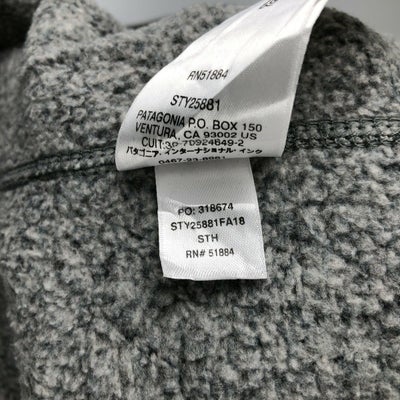 RN51884
STY25881
PATAGONIA P.O. BOX 150
VENTURA, CA 93002 US
CUIT:30-70924649-2
パタゴニア・インターナショナル・インク
PO: 318674
STY25881FA18
STH
RN# 51884